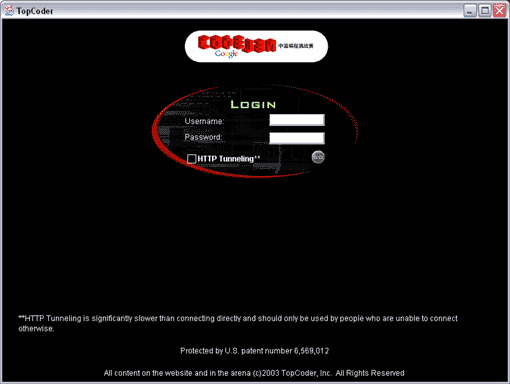 TopCoder
CODEJAM
Google
中国编程挑战赛
LOGIN
Username:
Password:
HTTP Tunneling**
GO
**HTTP Tunneling is significantly slower than connecting directly and should only be used by people who are unable to connect
otherwise.
Protected by U.S. patent number 6,569,012
All content on the website and in the arena (c)2003 TopCoder, Inc. All Rights Reserved